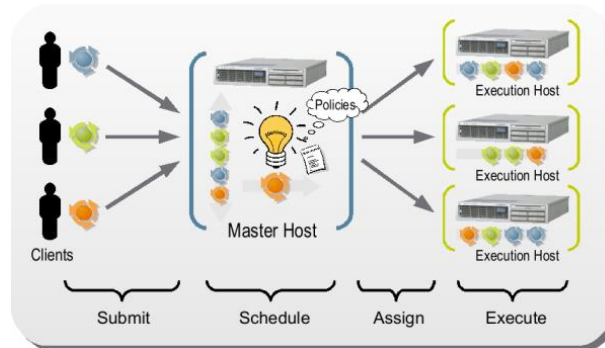 Policies
Execution Host
Execution Host
Master Host
Clients
Execution Host
Submit
Schedule
Assign
Execute